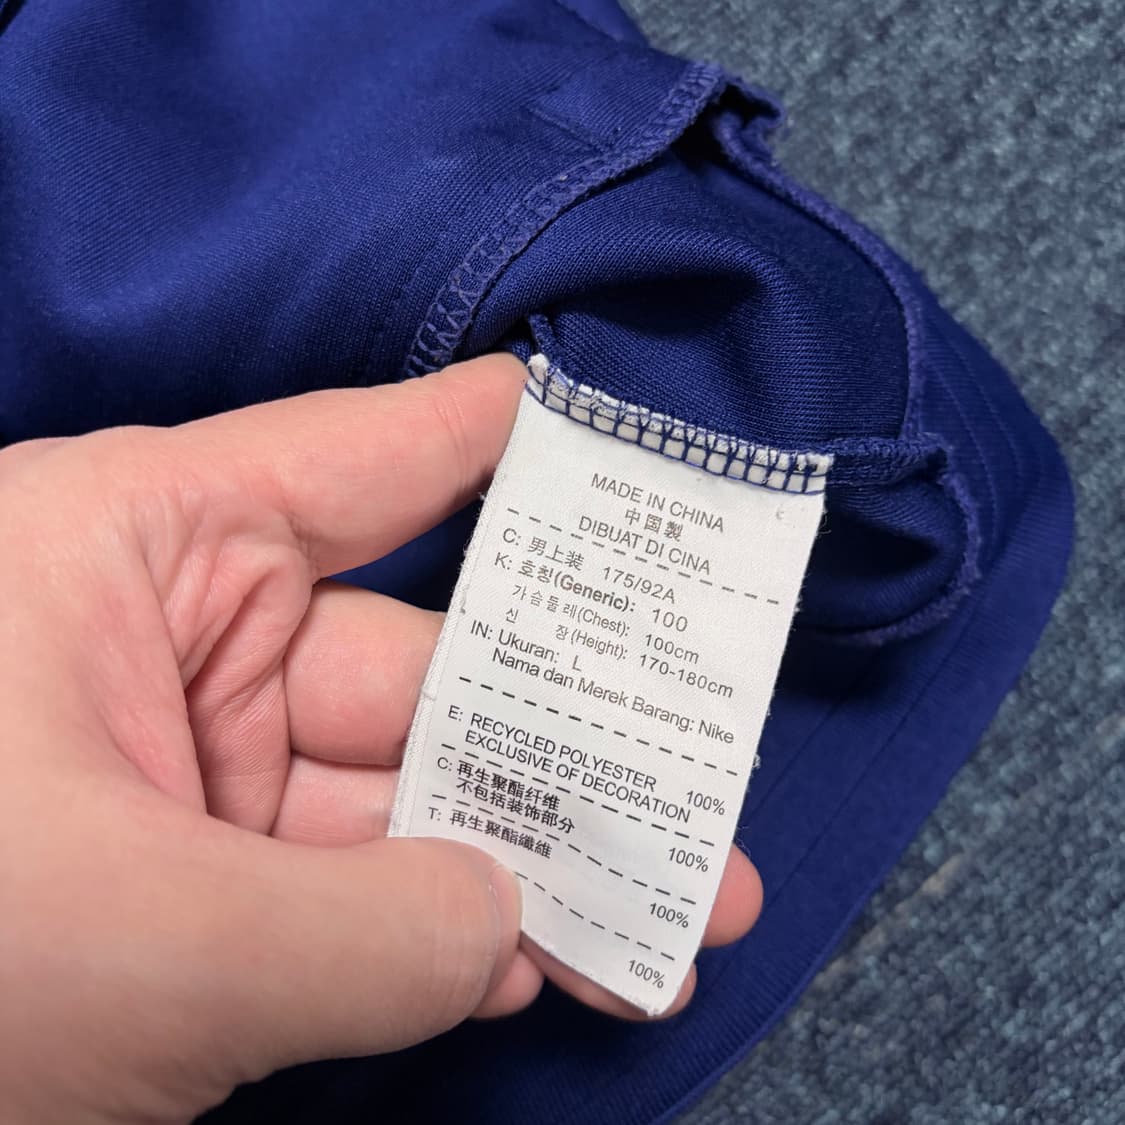 MADE IN CHINA
中国製
DIBUAT DI CINA
C: 男上装 175/92A
K: 호칭(Generic): 100
가슴둘레(Chest): 100cm
신 장(Height): 170-180cm
IN: Ukuran: L
Nama dan Merek Barang: Nike
E: RECYCLED POLYESTER 100%
EXCLUSIVE OF DECORATION
C: 再生聚酯纤维 100%
不包括装饰部分
T: 再生聚酯纖維 100%
100%